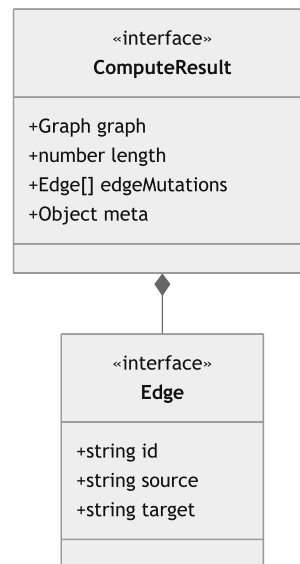 «interface»
ComputeResult
+Graph graph
+number length
+Edge[] edgeMutations
+Object meta
«interface»
Edge
+string id
+string source
+string target